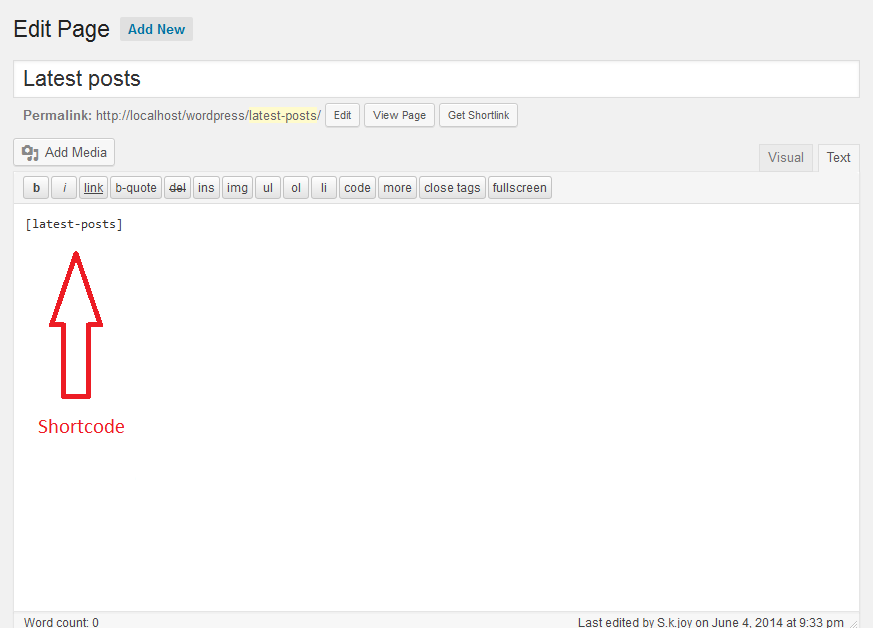 Edit Page Add New
Latest posts
Permalink: http://localhost/wordpress/latest-posts/ Edit View Page Get Shortlink
Add Media Visual Text
b i link b-quote del ins img ul ol li code more close tags fullscreen
[latest-posts]
Shortcode
Word count: 0 Last edited by S.k.joy on June 4, 2014 at 9:33 pm